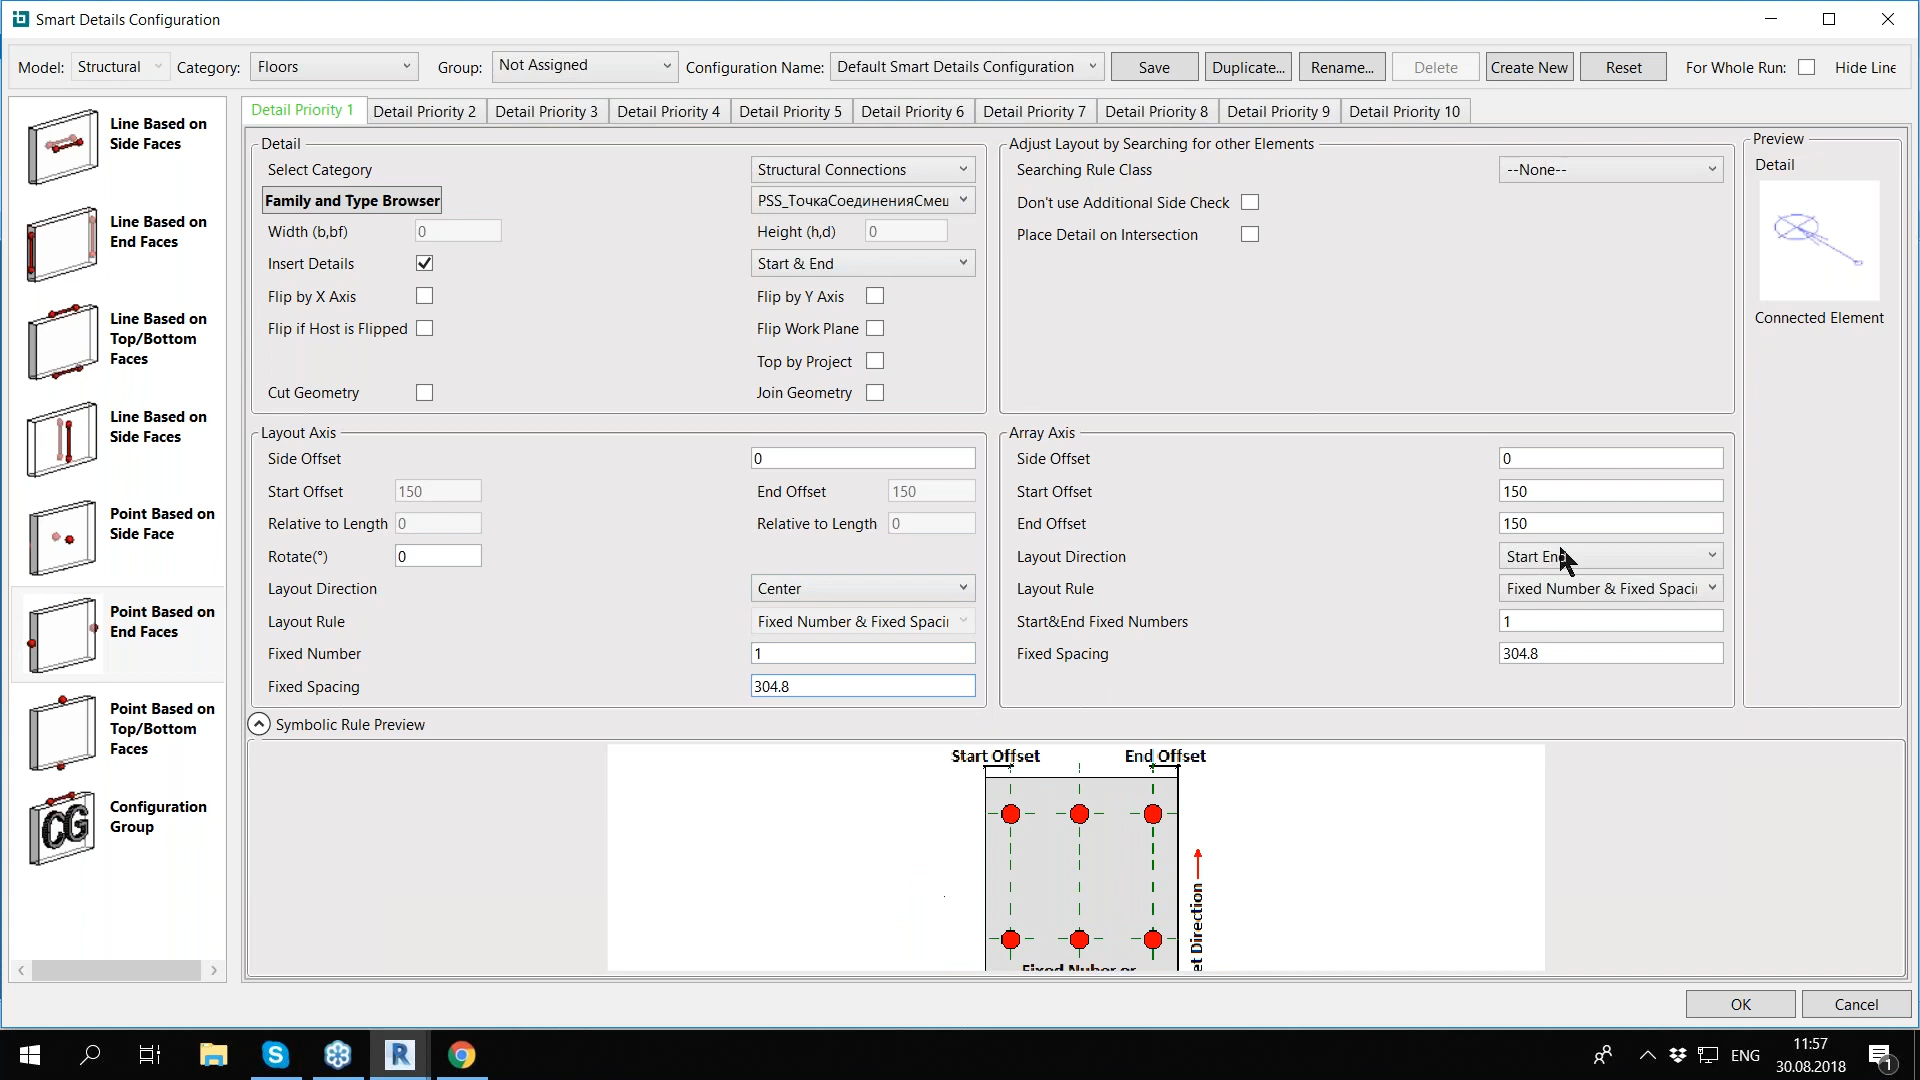 Smart Details Configuration
Model: Structural Category: Floors Group: Not Assigned Configuration Name: Default Smart Details Configuration Save Duplicate... Rename... Delete Create New Reset For Whole Run: Hide Line
Detail Priority 1 Detail Priority 2 Detail Priority 3 Detail Priority 4 Detail Priority 5 Detail Priority 6 Detail Priority 7 Detail Priority 8 Detail Priority 9 Detail Priority 10
Line Based on
Side Faces
Line Based on
End Faces
Line Based on
Top/Bottom
Faces
Line Based on
Side Faces
Point Based on
Side Face
Point Based on
End Faces
Point Based on
Top/Bottom
Faces
CG
Configuration
Group
Detail
Select Category Structural Connections
Family and Type Browser PSS_ТочкаСоединенияСмещ
Width (b,bf) 0 Height (h,d) 0
Insert Details Start & End
Flip by X Axis Flip by Y Axis
Flip if Host is Flipped Flip Work Plane
Top by Project
Cut Geometry Join Geometry
Adjust Layout by Searching for other Elements
Searching Rule Class --None--
Don't use Additional Side Check
Place Detail on Intersection
Preview
Detail
Connected Element
Layout Axis
Side Offset 0
Start Offset 150 End Offset 150
Relative to Length 0 Relative to Length 0
Rotate(°) 0
Layout Direction Center
Layout Rule Fixed Number & Fixed Spaci
Fixed Number 1
Fixed Spacing 304.8
Array Axis
Side Offset 0
Start Offset 150
End Offset 150
Layout Direction Start End
Layout Rule Fixed Number & Fixed Spaci
Start&End Fixed Numbers 1
Fixed Spacing 304.8
Symbolic Rule Preview
Start Offset End Offset
et Direction
Fixed Nuber or
OK Cancel
ENG
11:57
30.08.2018
1